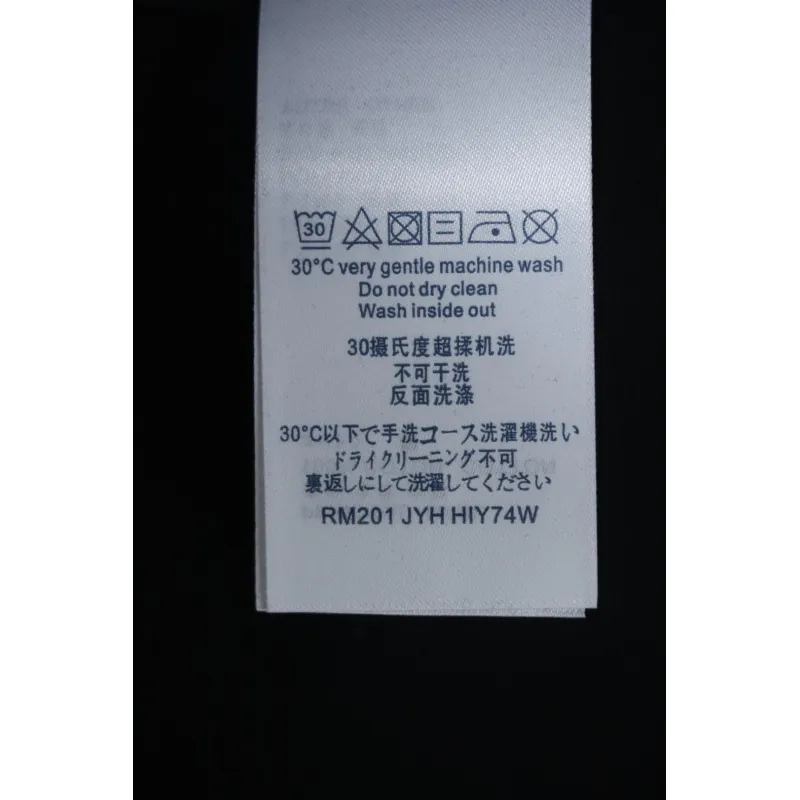 30
30°C very gentle machine wash
Do not dry clean
Wash inside out
30摄氏度超揉机洗
不可干洗
反面洗涤
30°C以下で手洗コース洗濯機洗い
ドライクリーニング不可
裏返しにして洗濯してください
RM201 JYH HIY74W